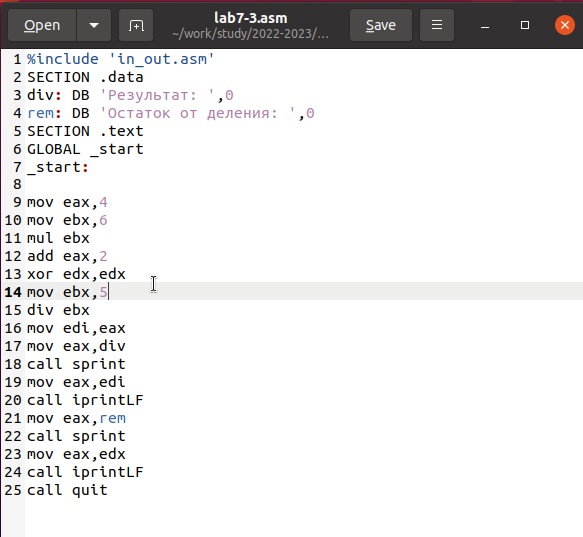 Open
lab7-3.asm
~/work/study/2022-2023/...
Save
1 %include 'in_out.asm'
2 SECTION .data
3 div: DB 'Результат: ',0
4 rem: DB 'Остаток от деления: ',0
5 SECTION .text
6 GLOBAL _start
7 _start:
8
9 mov eax,4
10 mov ebx,6
11 mul ebx
12 add eax,2
13 xor edx,edx
14 mov ebx,5
15 div ebx
16 mov edi,eax
17 mov eax,div
18 call sprint
19 mov eax,edi
20 call iprintLF
21 mov eax,rem
22 call sprint
23 mov eax,edx
24 call iprintLF
25 call quit